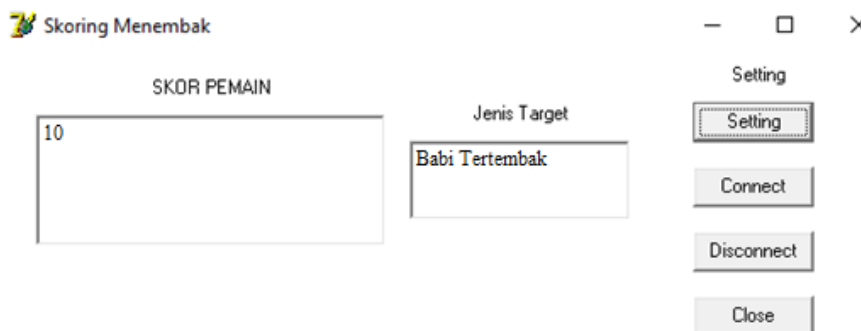 Skoring Menembak
SKOR PEMAIN
10
Jenis Target
Babi Tertembak
Setting
Setting
Connect
Disconnect
Close